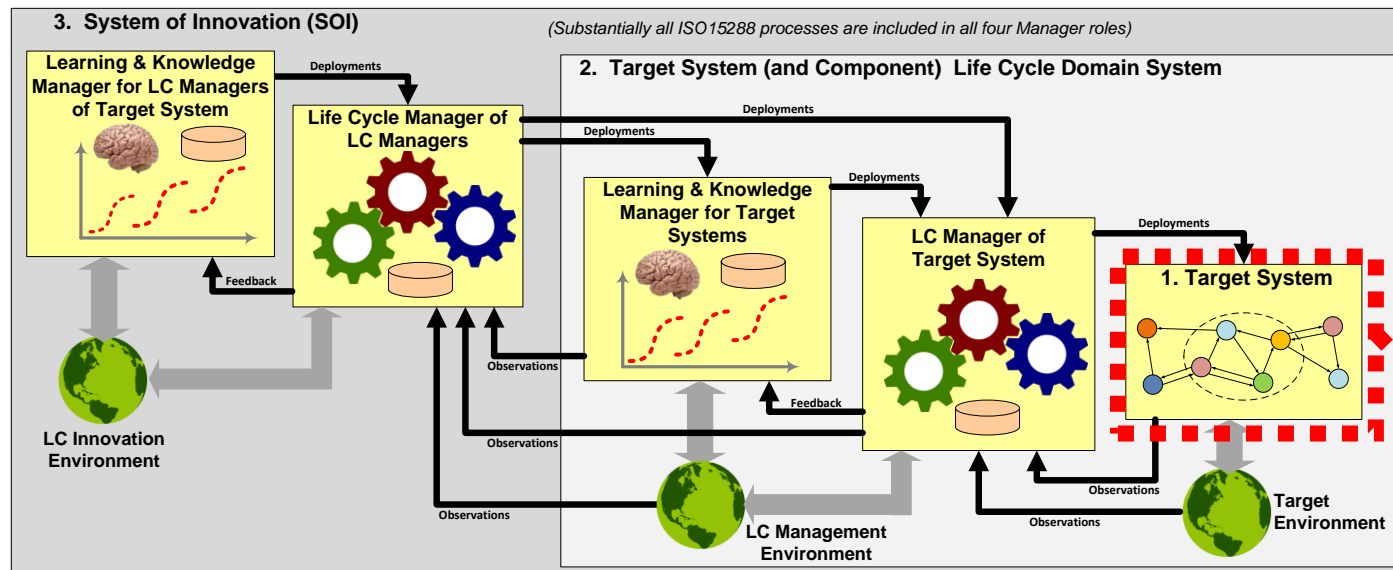 3. System of Innovation (SOI)
(Substantially all ISO15288 processes are included in all four Manager roles)
Learning & Knowledge
Manager for LC Managers
of Target System
Deployments
Life Cycle Manager of
LC Managers
2. Target System (and Component) Life Cycle Domain System
Deployments
Deployments
Learning & Knowledge
Manager for Target
Systems
Deployments
LC Manager of
Target System
Deployments
1. Target System
Feedback
Observations
Feedback
Observations
Observations
Observations
Observations
LC Innovation
Environment
LC Management
Environment
Target
Environment